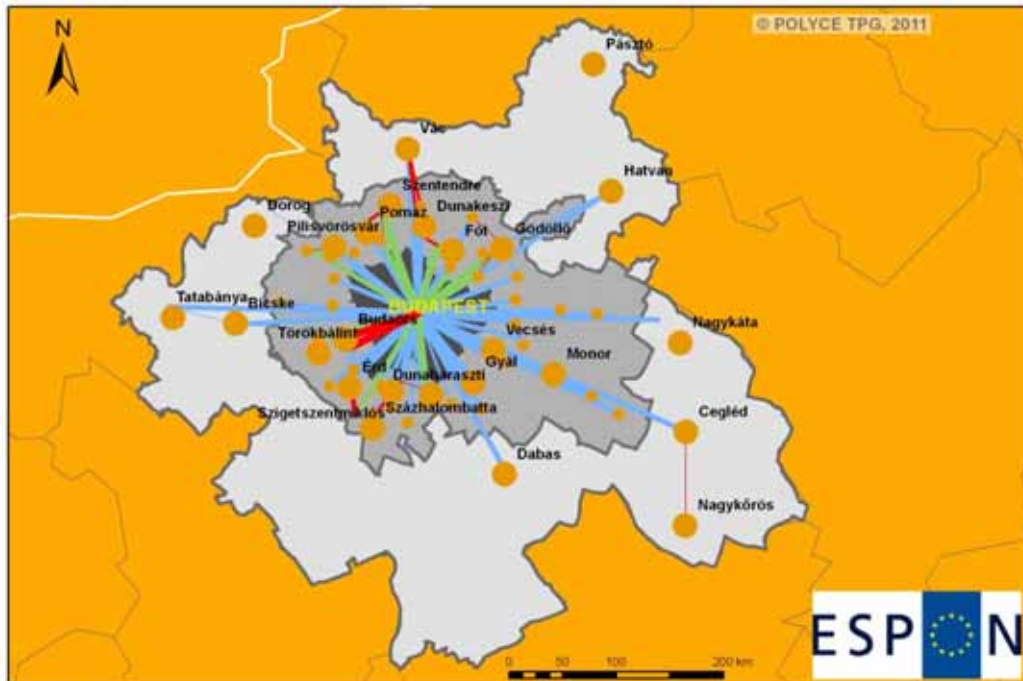 © POLYCE TPG, 2011
N
Pásztó
Vác
Hatvan
Szentendre
Dorog
Pomáz
Dunakeszi
Pilisvörösvár
Fót
Gödöllő
Tatabánya
Bicske
BUDAPEST
Budaörs
Törökbálint
Vecsés
Nagykáta
Érd
Gyál
Monor
Dunaharaszti
Szigetszentmiklós
Százhalombatta
Cegléd
Dabas
Nagykőrös
0 50 100 200 km
ESPON